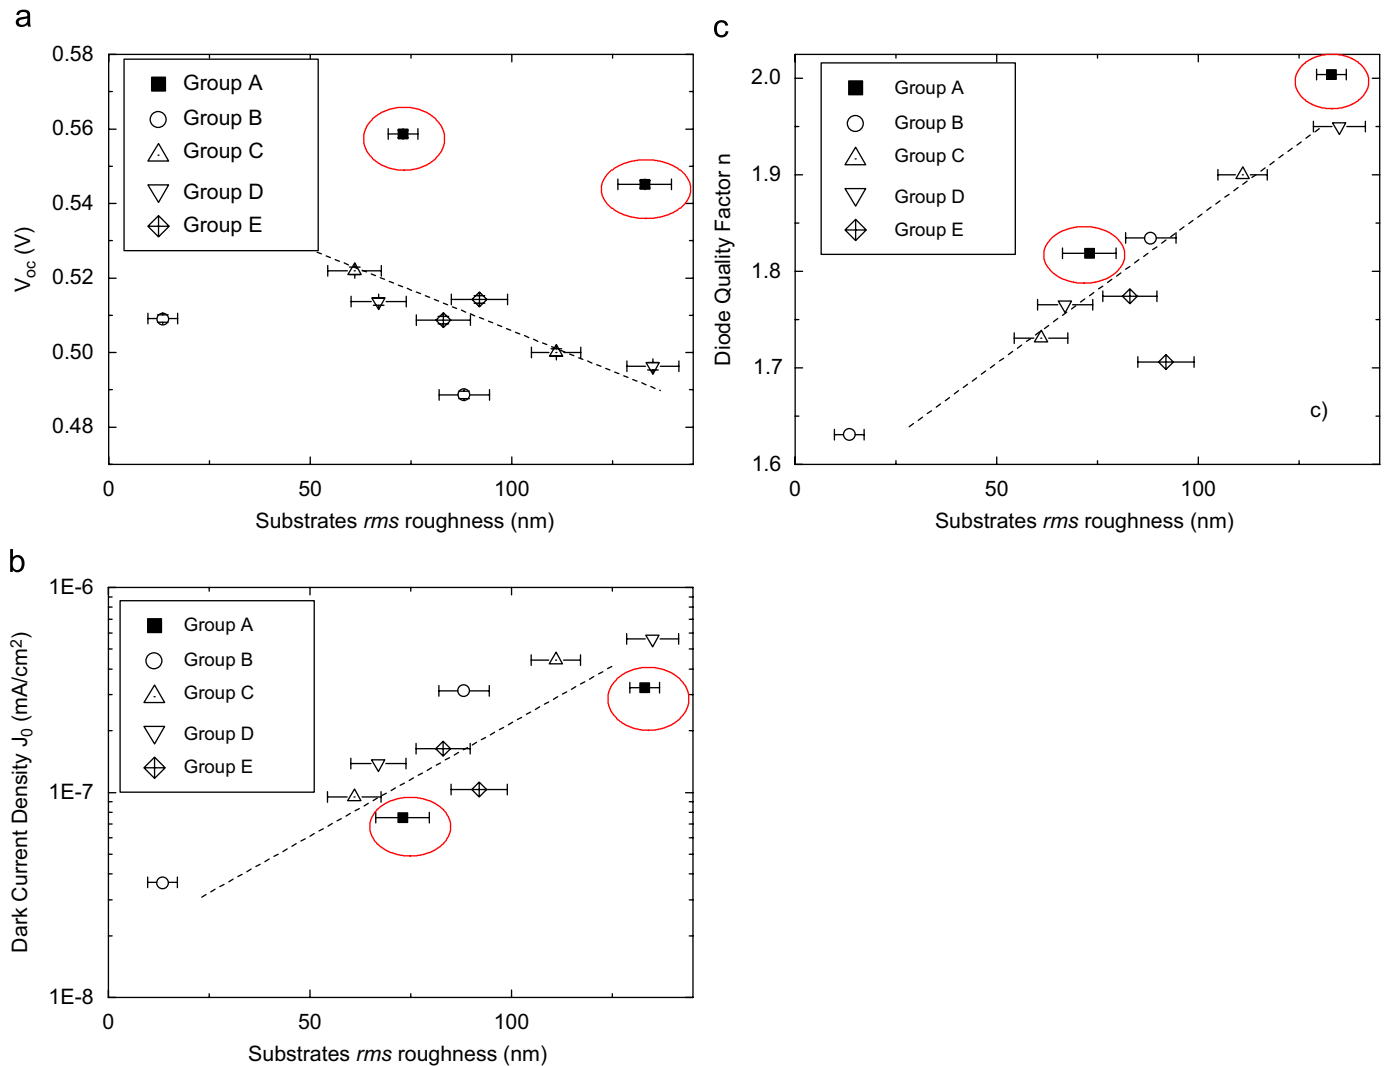 a
0.58
0.56
0.54
0.52
0.50
0.48
V_oc (V)
Group A
Group B
Group C
Group D
Group E
0
50
100
Substrates rms roughness (nm)
c
2.0
1.9
1.8
1.7
1.6
Diode Quality Factor n
Group A
Group B
Group C
Group D
Group E
c)
0
50
100
Substrates rms roughness (nm)
b
1E-6
1E-7
1E-8
Dark Current Density J₀ (mA/cm²)
Group A
Group B
Group C
Group D
Group E
0
50
100
Substrates rms roughness (nm)